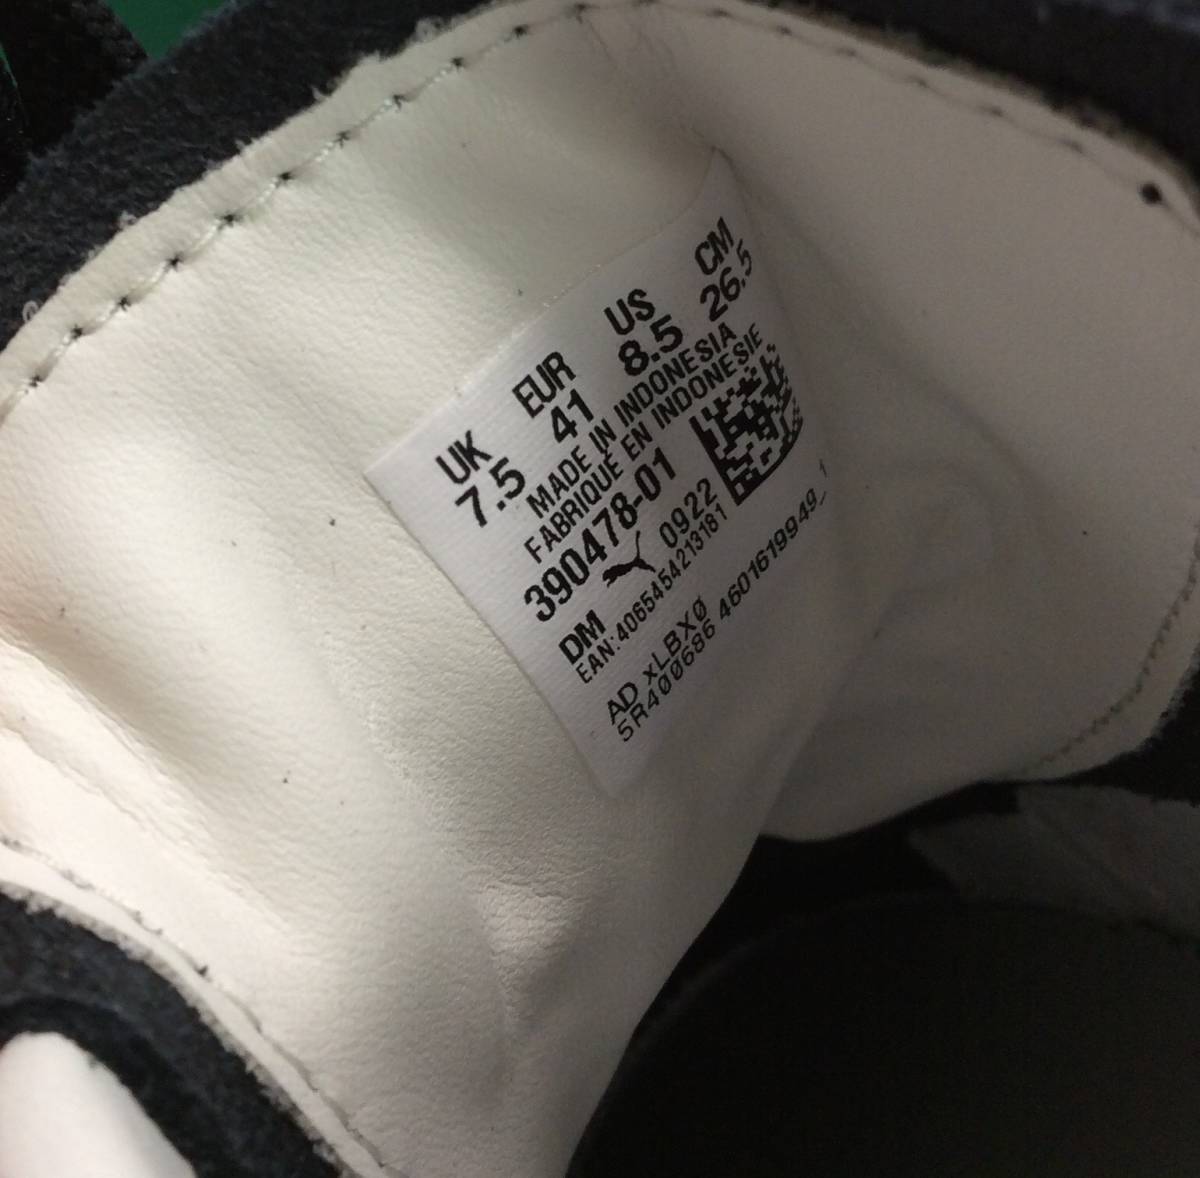 UK EUR US CM
7.5 41 8.5 26.5
MADE IN INDONESIA
FABRIQUÉ EN INDONESIE
390478-01
DM 0922
EAN:4065454213181
AD xLBXØ
5R400686 4601619949_1